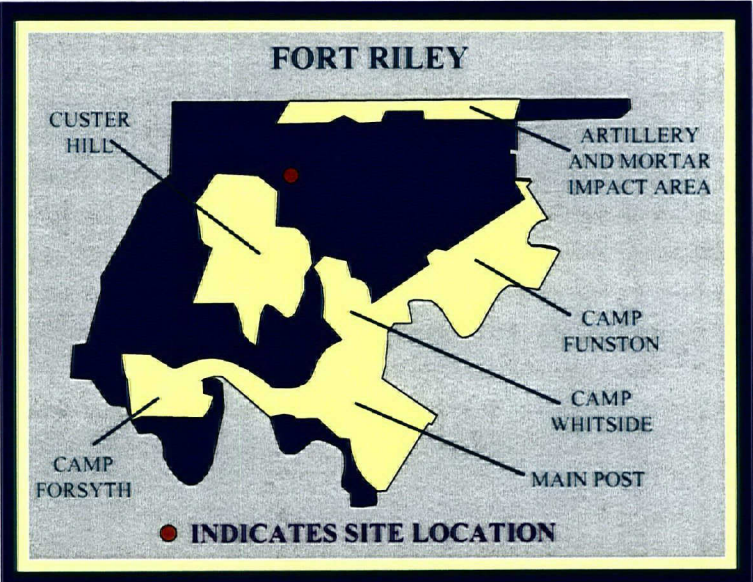 FORT RILEY
CUSTER
HILL
ARTILLERY
AND MORTAR
IMPACT AREA
CAMP
FUNSTON
CAMP
WHITSIDE
CAMP
FORSYTH
MAIN POST
INDICATES SITE LOCATION